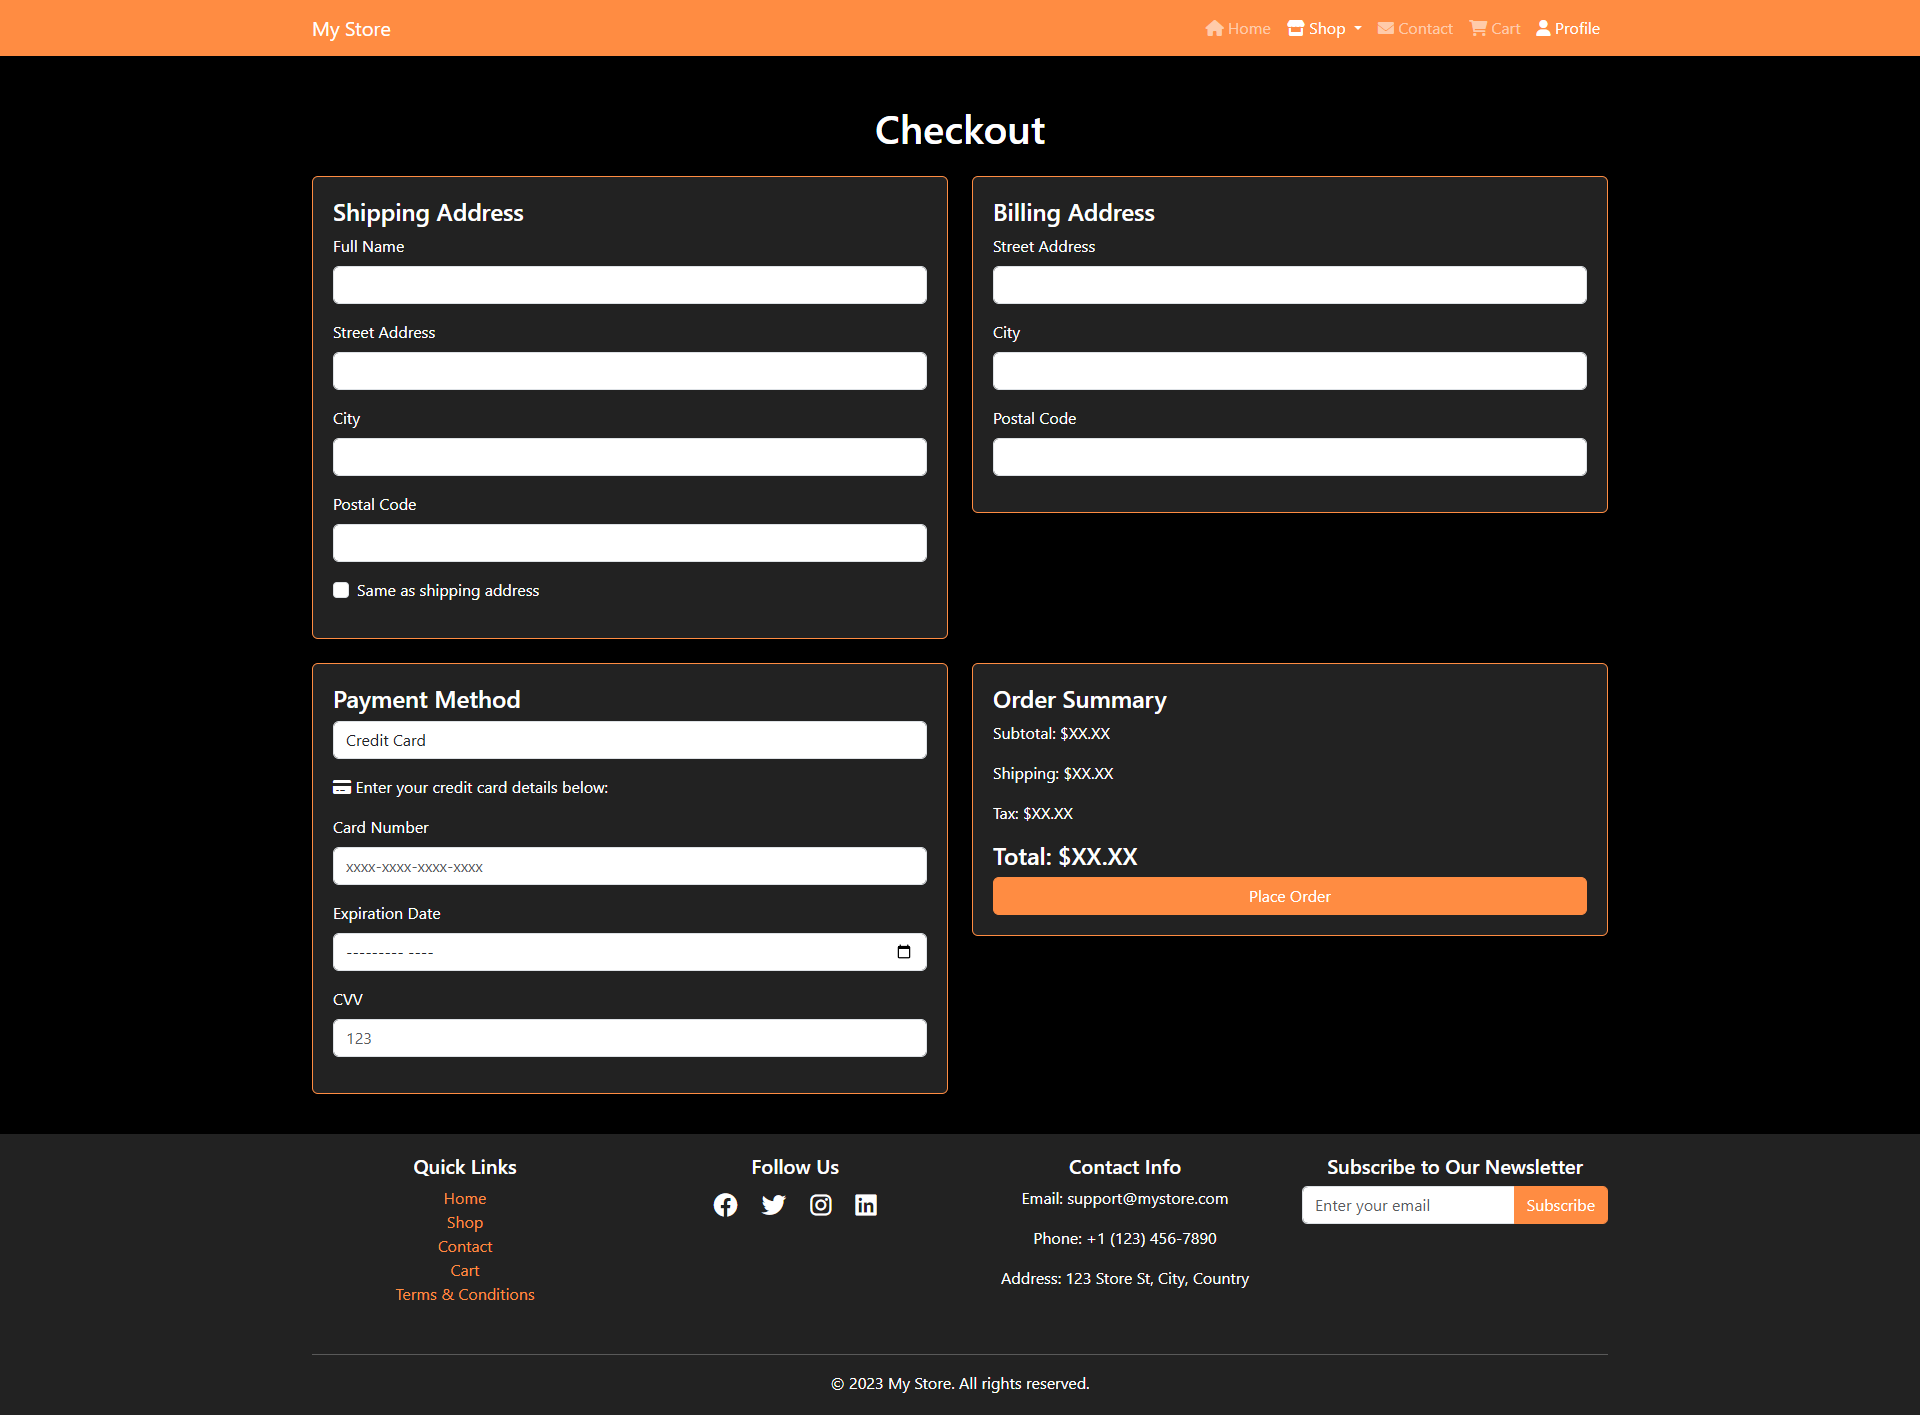 My Store
Home Shop Contact Cart Profile
Checkout
Shipping Address
Full Name
Street Address
City
Postal Code
Same as shipping address
Billing Address
Street Address
City
Postal Code
Payment Method
Credit Card
Enter your credit card details below:
Card Number
xxxx-xxxx-xxxx-xxxx
Expiration Date
--------- ----
CVV
123
Order Summary
Subtotal: $XX.XX
Shipping: $XX.XX
Tax: $XX.XX
Total: $XX.XX
Place Order
Quick Links
Home
Shop
Contact
Cart
Terms & Conditions
Follow Us
Contact Info
Email: support@mystore.com
Phone: +1 (123) 456-7890
Address: 123 Store St, City, Country
Subscribe to Our Newsletter
Enter your email Subscribe
© 2023 My Store. All rights reserved.